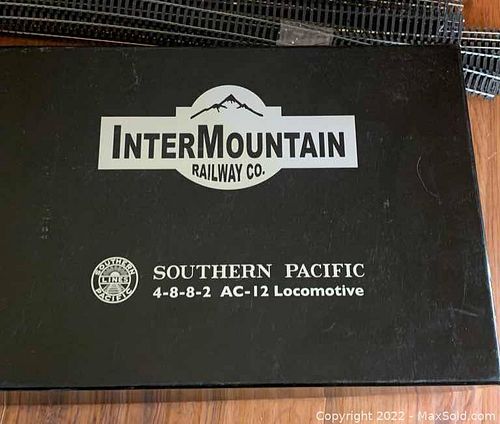 INTERMOUNTAIN
RAILWAY CO.
SOUTHERN
LINES
PACIFIC
SOUTHERN PACIFIC
4-8-8-2 AC-12 Locomotive
Copyright 2022 - MaxSold.com